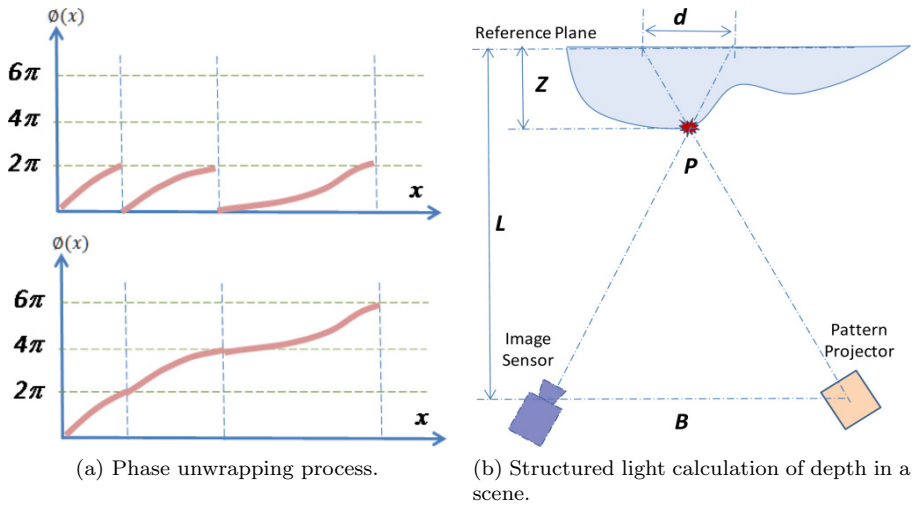 ∅(x)
6π
4π
2π
x
∅(x)
6π
4π
2π
x
(a) Phase unwrapping process.
Reference Plane
d
Z
P
L
Image
Sensor
Pattern
Projector
B
(b) Structured light calculation of depth in a
scene.